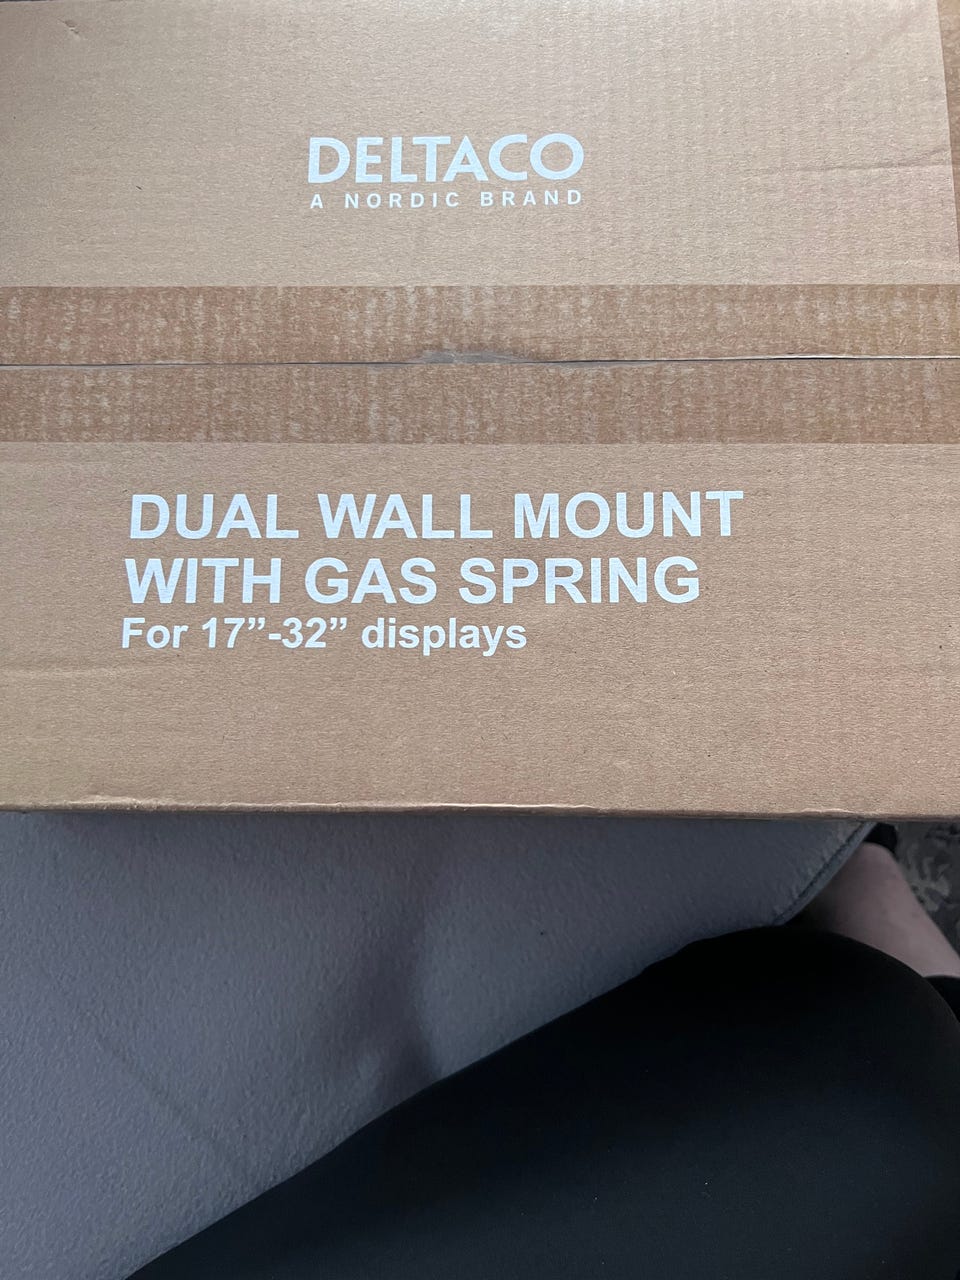 DELTACO
A NORDIC BRAND
DUAL WALL MOUNT
WITH GAS SPRING
For 17”-32” displays